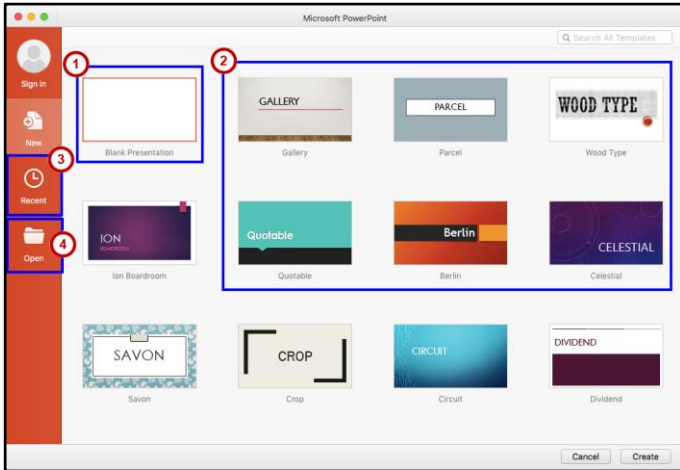 Microsoft PowerPoint
Search All Templates
Sign in
New
Recent
Open
1
2
3
4
Blank Presentation
GALLERY
Gallery
PARCEL
Parcel
WOOD TYPE
Wood Type
ION
BOARDROOM
Ion Boardroom
Quotable
Quotable
Berlin
Berlin
CELESTIAL
Celestial
SAVON
Savon
CROP
Crop
CIRCUIT
Circuit
DIVIDEND
Dividend
Cancel
Create